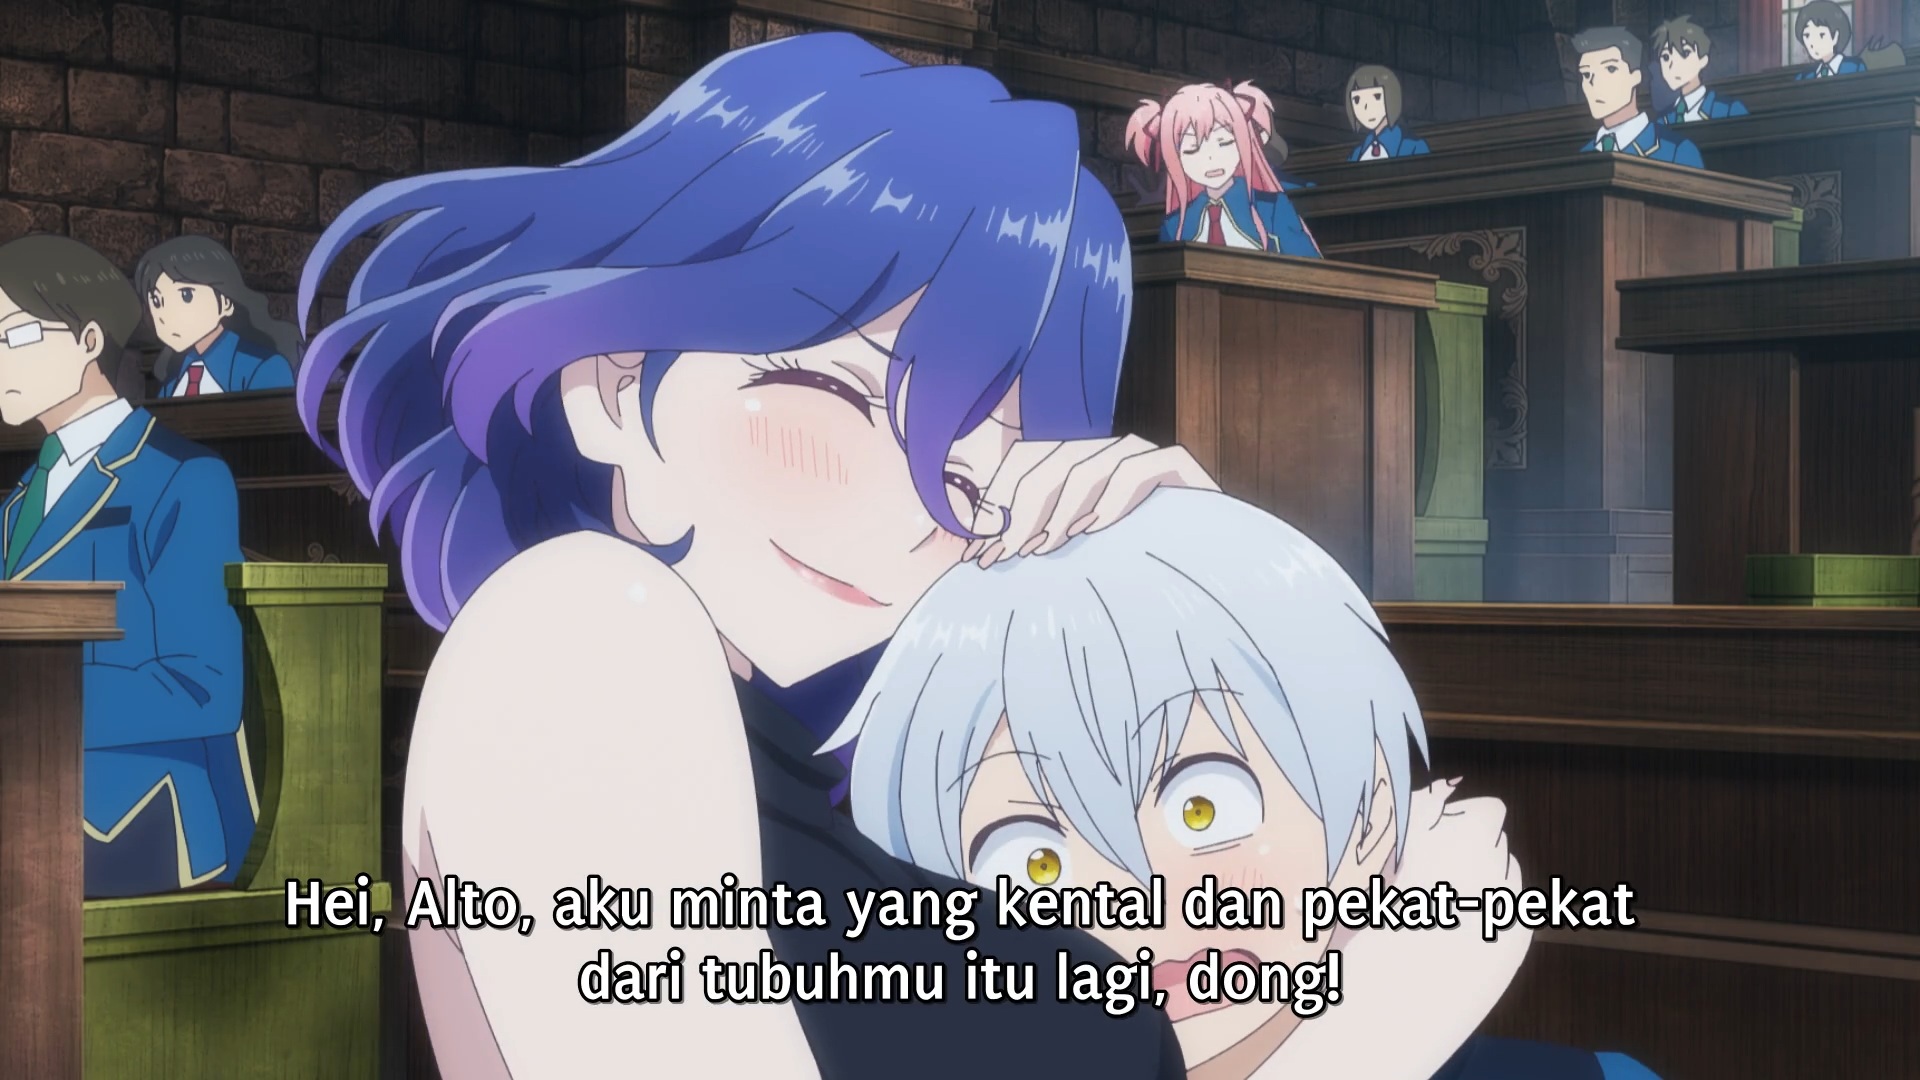 Hei, Alto, aku minta yang kental dan pekat-pekat
dari tubuhmu itu lagi, dong!